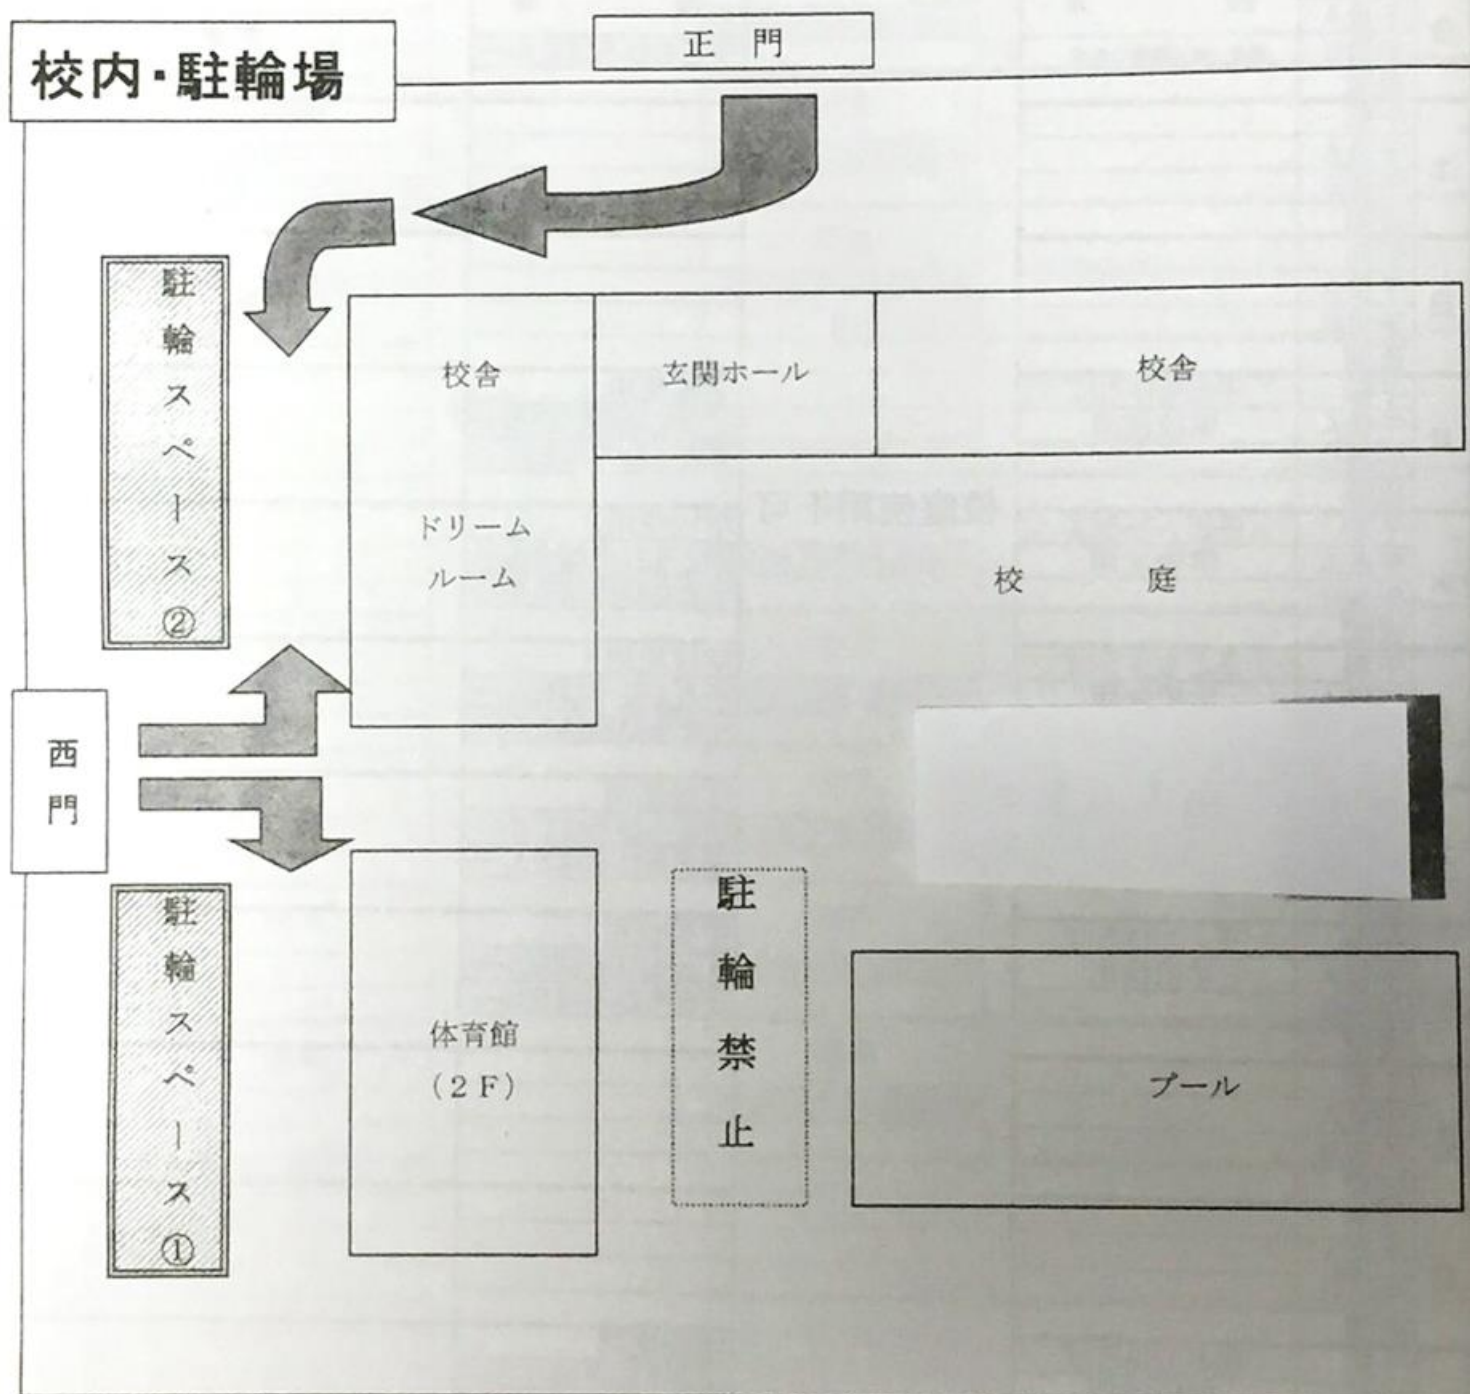 校内・駐輪場
正門
駐輪スペース②
校舎
玄関ホール
校舎
ドリーム
ルーム
校庭
西門
駐輪スペース①
体育館
(2F)
駐輪禁止
プール